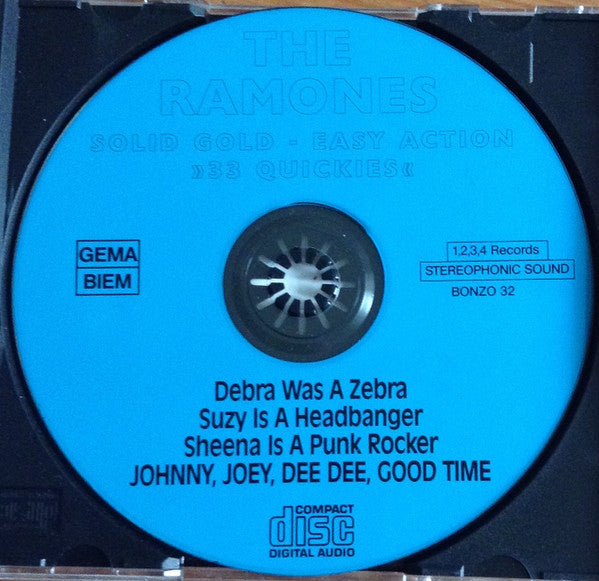 THE
RAMONES
SOLID GOLD - EASY ACTION
»33 QUICKIES«
GEMA
BIEM
1,2,3,4 Records
STEREOPHONIC SOUND
BONZO 32
Debra Was A Zebra
Suzy Is A Headbanger
Sheena Is A Punk Rocker
JOHNNY, JOEY, DEE DEE, GOOD TIME
COMPACT
disc
DIGITAL AUDIO